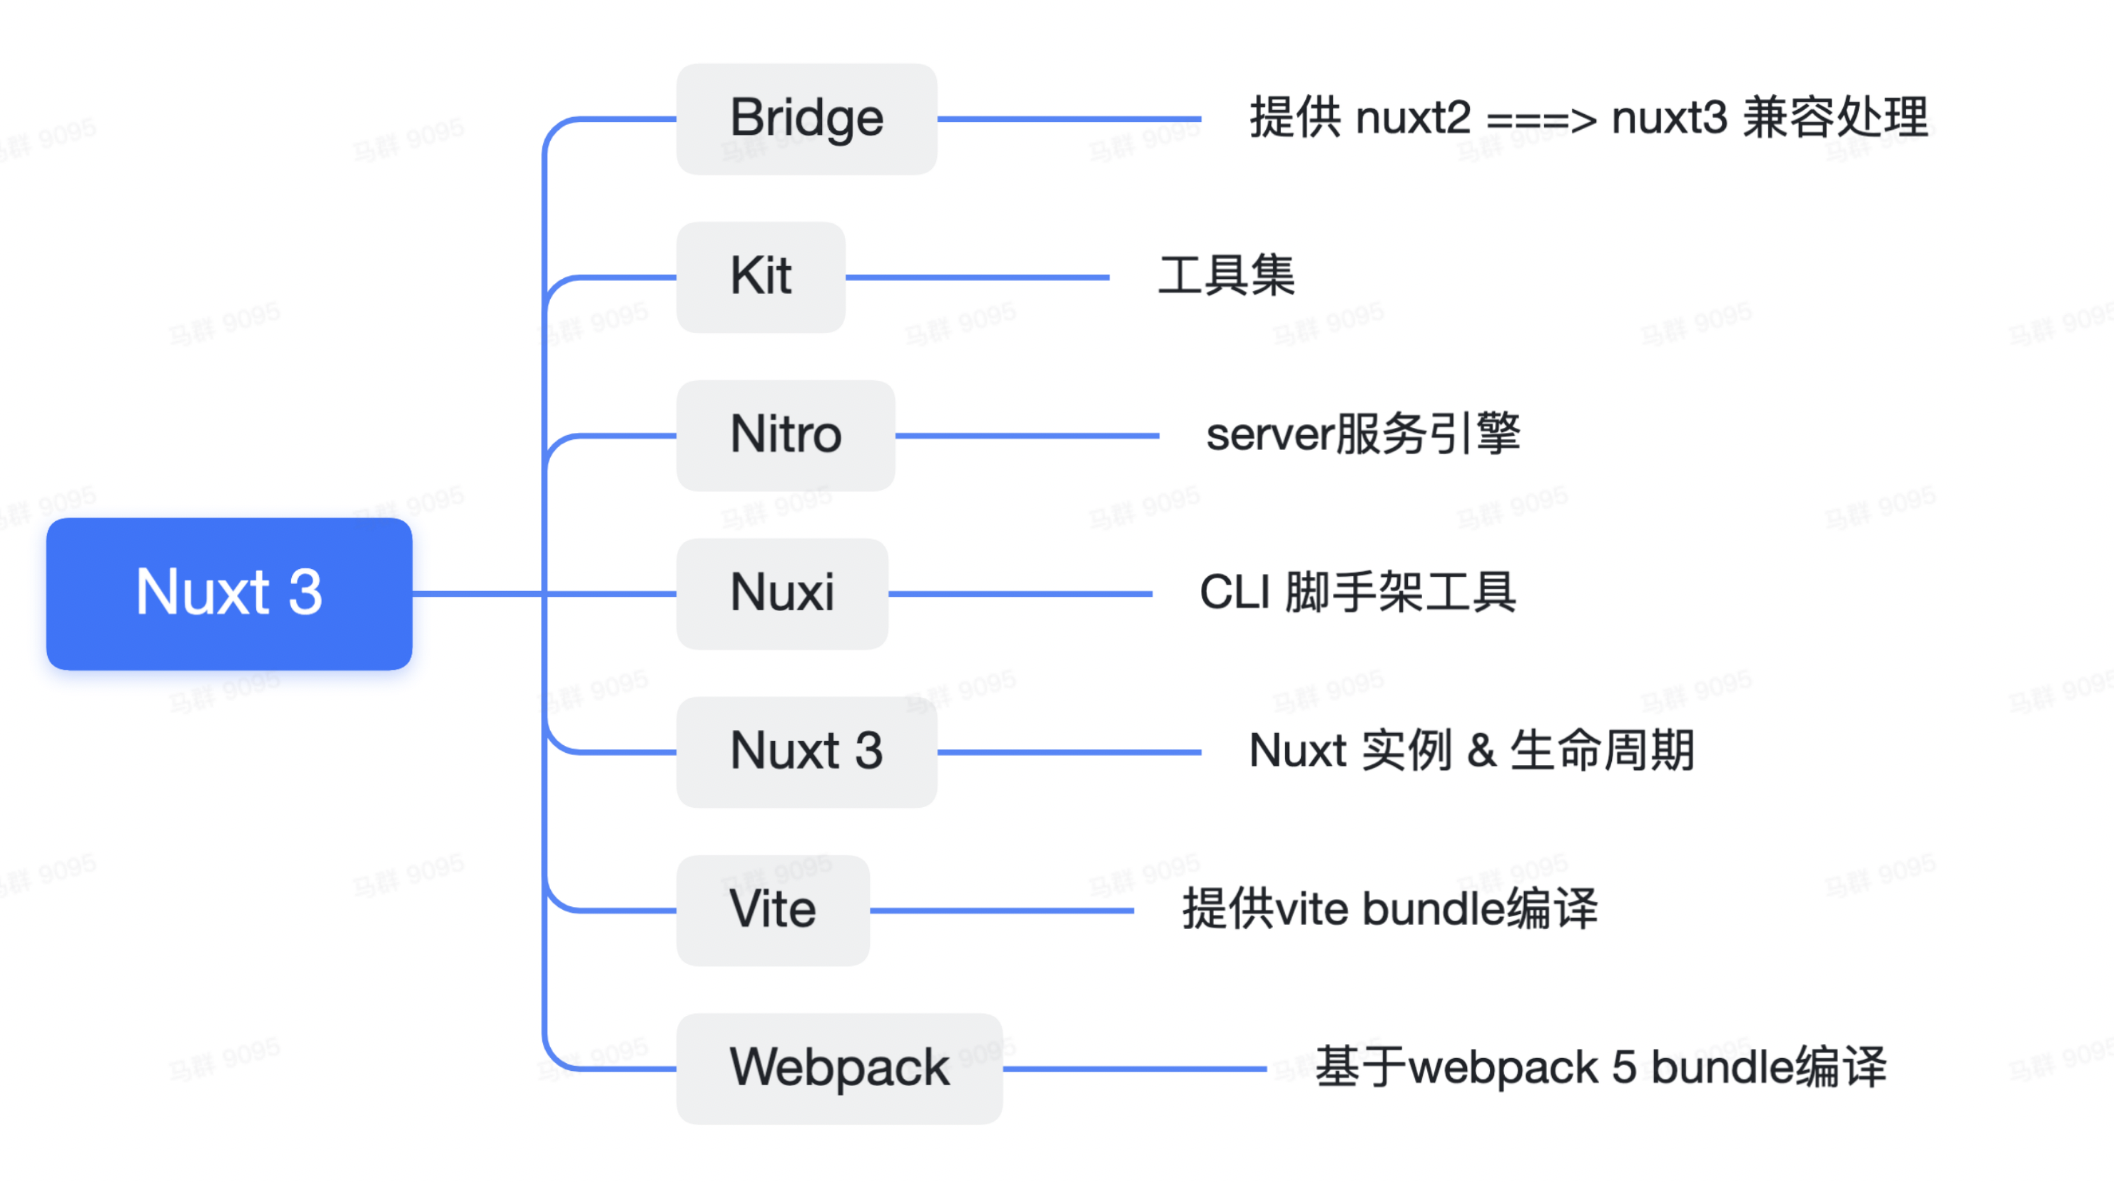 Nuxt 3
Bridge
提供 nuxt2 ===> nuxt3 兼容处理
Kit
工具集
Nitro
server服务引擎
Nuxi
CLI 脚手架工具
Nuxt 3
Nuxt 实例 & 生命周期
Vite
提供vite bundle编译
Webpack
基于webpack 5 bundle编译
马群 9095